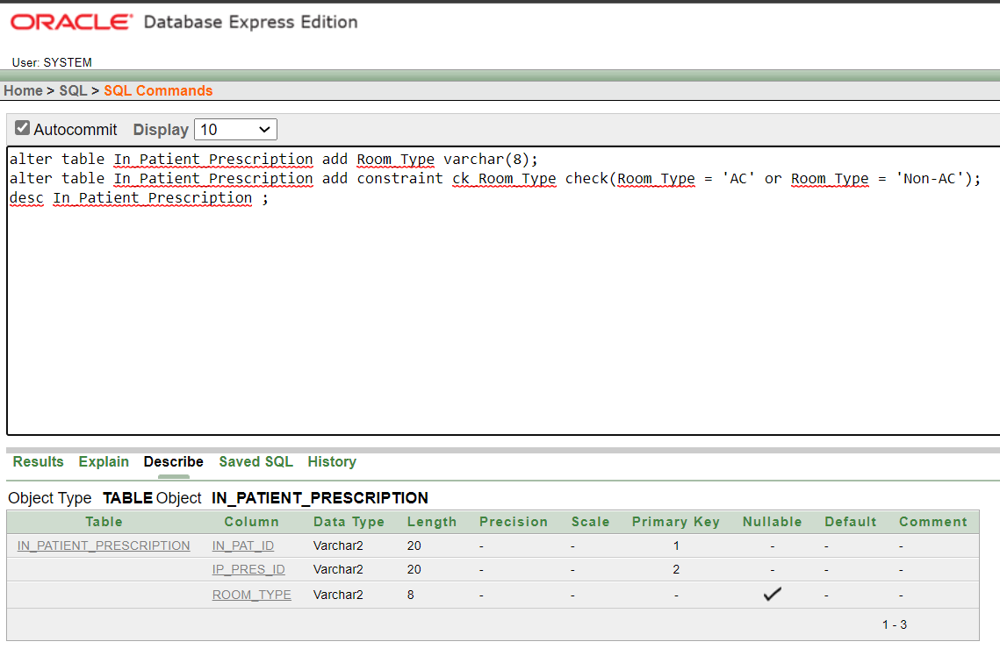 ORACLE® Database Express Edition
User: SYSTEM
Home > SQL > SQL Commands
Autocommit Display 10
alter table In_Patient_Prescription add Room_Type varchar(8);
alter table In_Patient_Prescription add constraint ck_Room_Type check(Room_Type = 'AC' or Room_Type = 'Non-AC');
desc In_Patient_Prescription ;
Results Explain Describe Saved SQL History
Object Type TABLE Object IN_PATIENT_PRESCRIPTION
Table Column Data Type Length Precision Scale Primary Key Nullable Default Comment
IN_PATIENT_PRESCRIPTION IN_PAT_ID Varchar2 20 - - 1 - - -
IP_PRES_ID Varchar2 20 - - 2 - - -
ROOM_TYPE Varchar2 8 - - - ✓ - -
1 - 3